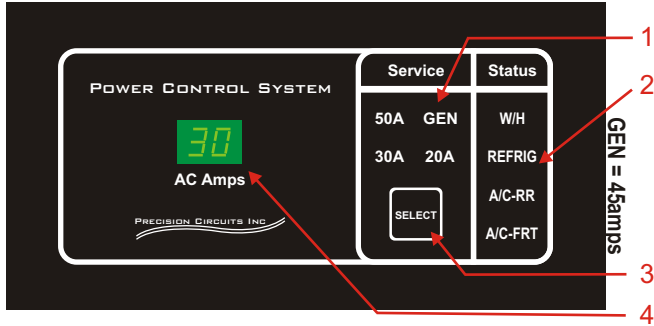 1
Service Status
POWER CONTROL SYSTEM
2
50A GEN W/H
30
30A 20A REFRIG
AC Amps
A/C-RR
SELECT
PRECISION CIRCUITS INC
A/C-FRT
GEN = 45amps
3
4